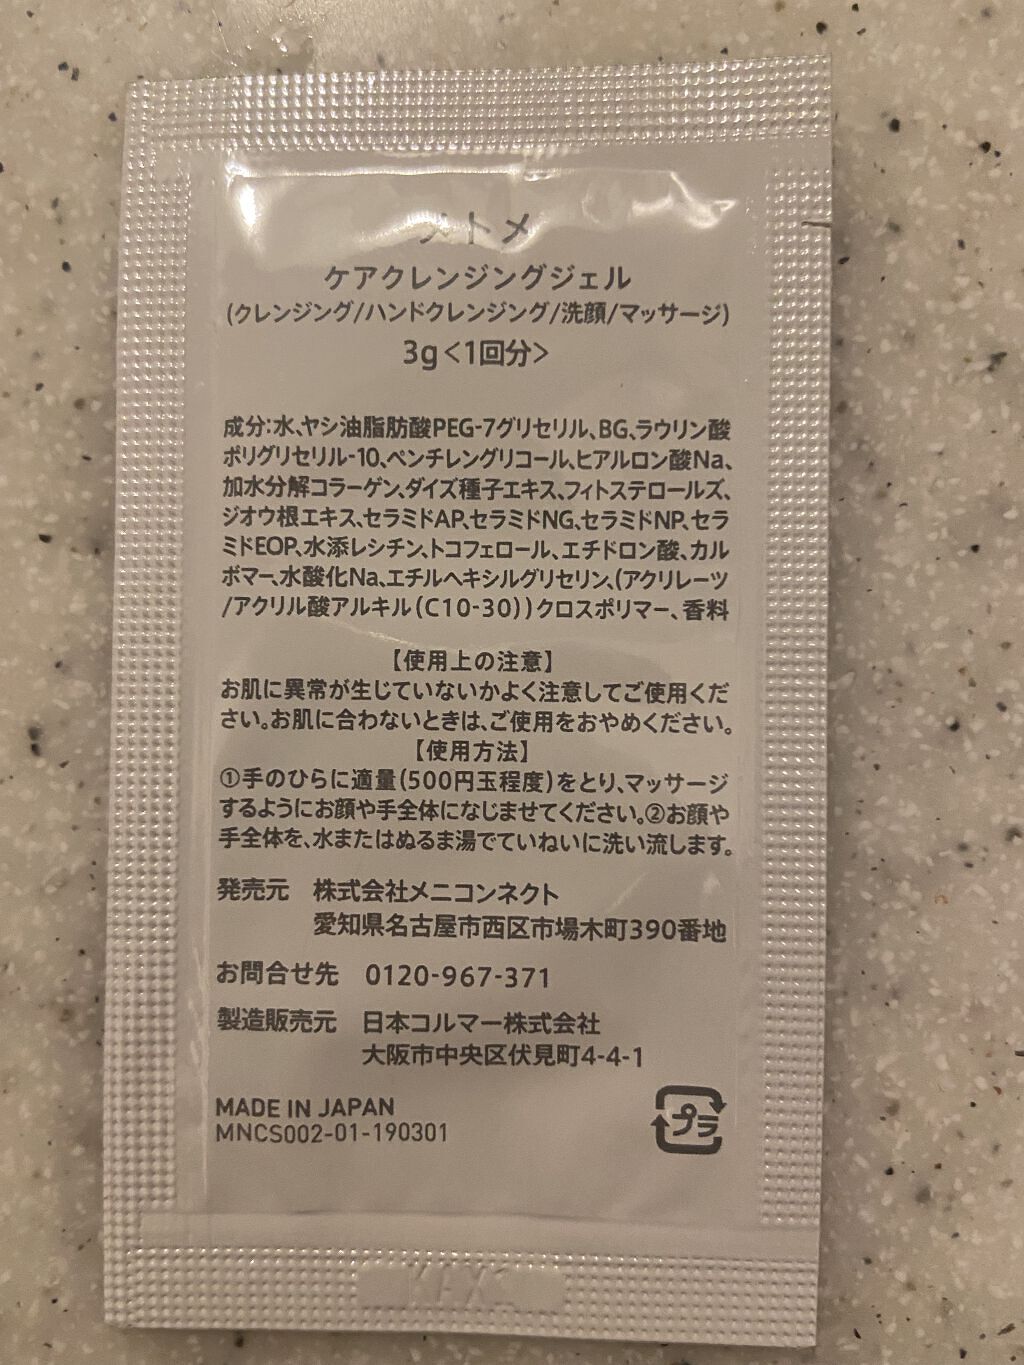 メトメ
ケアクレンジングジェル
(クレンジング/ハンドクレンジング/洗顔/マッサージ)
3g<1回分>
成分:水、ヤシ油脂肪酸PEG-7グリセリル、BG、ラウリン酸
ポリグリセリル-10、ペンチレングリコール、ヒアルロン酸Na、
加水分解コラーゲン、ダイズ種子エキス、フィトステロールズ、
ジオウ根エキス、セラミドAP、セラミドNG、セラミドNP、セラ
ミドEOP、水添レシチン、トコフェロール、エチドロン酸、カル
ボマー、水酸化Na、エチルヘキシルグリセリン、(アクリレーツ
/アクリル酸アルキル(C10-30))クロスポリマー、香料
【使用上の注意】
お肌に異常が生じていないかよく注意してご使用くだ
さい。お肌に合わないときは、ご使用をおやめください。
【使用方法】
①手のひらに適量(500円玉程度)をとり、マッサージ
するようにお顔や手全体になじませてください。②お顔や
手全体を、水またはぬるま湯でていねいに洗い流します。
発売元 株式会社メニコンネクト
愛知県名古屋市西区市場木町390番地
お問合せ先 0120-967-371
製造販売元 日本コルマー株式会社
大阪市中央区伏見町4-4-1
MADE IN JAPAN
MNCS002-01-190301
プラ